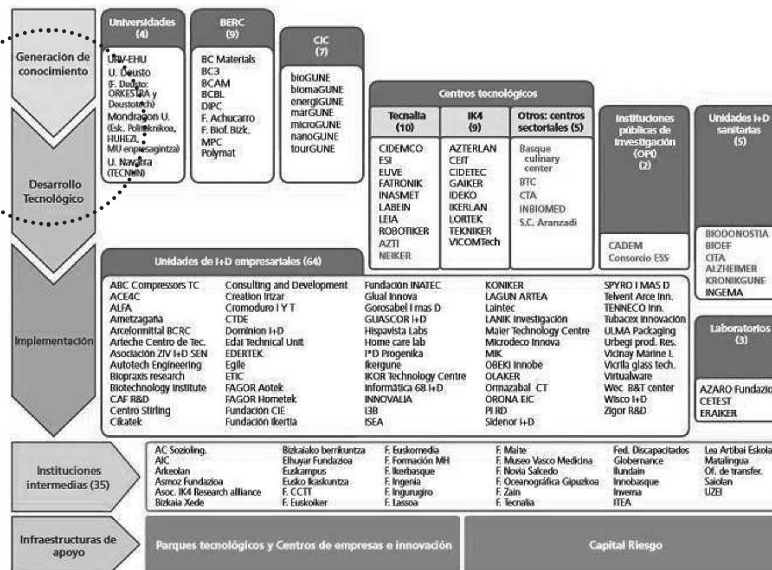 Generación de
conocimiento
Desarrollo
Tecnológico
Implementación
Instituciones
intermedias (35)
Infraestructuras de
apoyo
Universidades
(4)
UPV-EHU
U. Deusto
(F. Deusto:
ORKESTRA y
Deustotech)
Mondragon U.
(Esk. Politeknikoa,
HUHEZI,
MU enpresagintza)
U. Navarra
(TECNUN)
BERC
(9)
BC Materials
BC3
BCAM
BCBL
DIPC
F. Achucarro
F. Biof. Bizk.
MPC
Polymat
CIC
(7)
bioGUNE
biomaGUNE
energiGUNE
marGUNE
microGUNE
nanoGUNE
tourGUNE
Centros tecnológicos
Tecnalia
(10)
CIDEMCO
ESI
EUVE
FATRONIK
INASMET
LABEIN
LEIA
ROBOTIKER
AZTI
NEIKER
IK4
(9)
AZTERLAN
CEIT
CIDETEC
GAIKER
IDEKO
IKERLAN
LORTEK
TEKNIKER
VICOMTech
Otros: centros
sectoriales (5)
Basque
culinary
center
BTC
CTA
INBIOMED
S.C. Aranzadi
Instituciones
públicas de
Investigación
(OPI)
(2)
CADEM
Consorcio ESS
Unidades I+D
sanitarias
(5)
BIODONOSTIA
BIOEF
CITA
ALZHEIMER
KRONIKGUNE
INGEMA
Laboratorios
(3)
AZARO Fundazio
CETEST
ERAIKER
Unidades de I+D empresariales (64)
ABC Compressors TC
ACE4C
ALFA
Ametzagaña
Arcelormittal BCRC
Arteche Centro de Tec.
Asociación ZIV I+D SEN
Autotech Engineering
Biopraxis research
Biotechnology Institute
CAF R&D
Centro Stirling
Cikatek
Consulting and Development
Creation Irizar
Cromoduro I Y T
CTDE
Dominion I+D
Edai Technical Unit
EDERTEK
Egile
ETIC
FAGOR Aotek
FAGOR Hometek
Fundación CIE
Fundación Ikertia
Fundación INATEC
Glual Innova
Gorosabel I mas D
GUASCOR I+D
Hispavista Labs
Home care lab
I*D Progenika
Ikergune
IKOR Technology Centre
Informática 68 I+D
INNOVALIA
I3B
ISEA
KONIKER
LAGUN ARTEA
Laintec
LANIK Investigación
Maier Technology Centre
Microdeco Innova
MIK
OBEKI Innobe
OLAKER
Ormazabal CT
ORONA EIC
PI RD
Sidenor I+D
SPYRO I MAS D
Telvent Arce Inn.
TENNECO Inn.
Tubacex innovación
ULMA Packaging
Urbegi prod. Res.
Vicinay Marine I.
Vicrila glass tech.
Virtualware
Wec B&T center
Wisco I+D
Zigor R&D
AC Sozioling.
AIC
Arkeolan
Asmoz Fundazioa
Asoc. IK4 Research alliance
Bizkaia Xede
Bizkaiako berrikuntza
Elhuyar Fundazioa
Euskampus
Eusko Ikaskuntza
F. CCTT
F. Euskoiker
F. Euskomedia
F. Formación MH
F. Ikerbasque
F. Ingenia
F. Ingurugiro
F. Lassoa
F. Maite
F. Museo Vasco Medicina
F. Novia Salcedo
F. Oceanográfica Gipuzkoa
F. Zain
F. Tecnalia
Fed. Discapacitados
Globernance
Ilundain
Innobasque
Invema
ITEA
Lea Artibai Eskola
Matalingua
Of. de transfer.
Saiolan
UZEI
Parques tecnológicos y Centros de empresas e innovación
Capital Riesgo